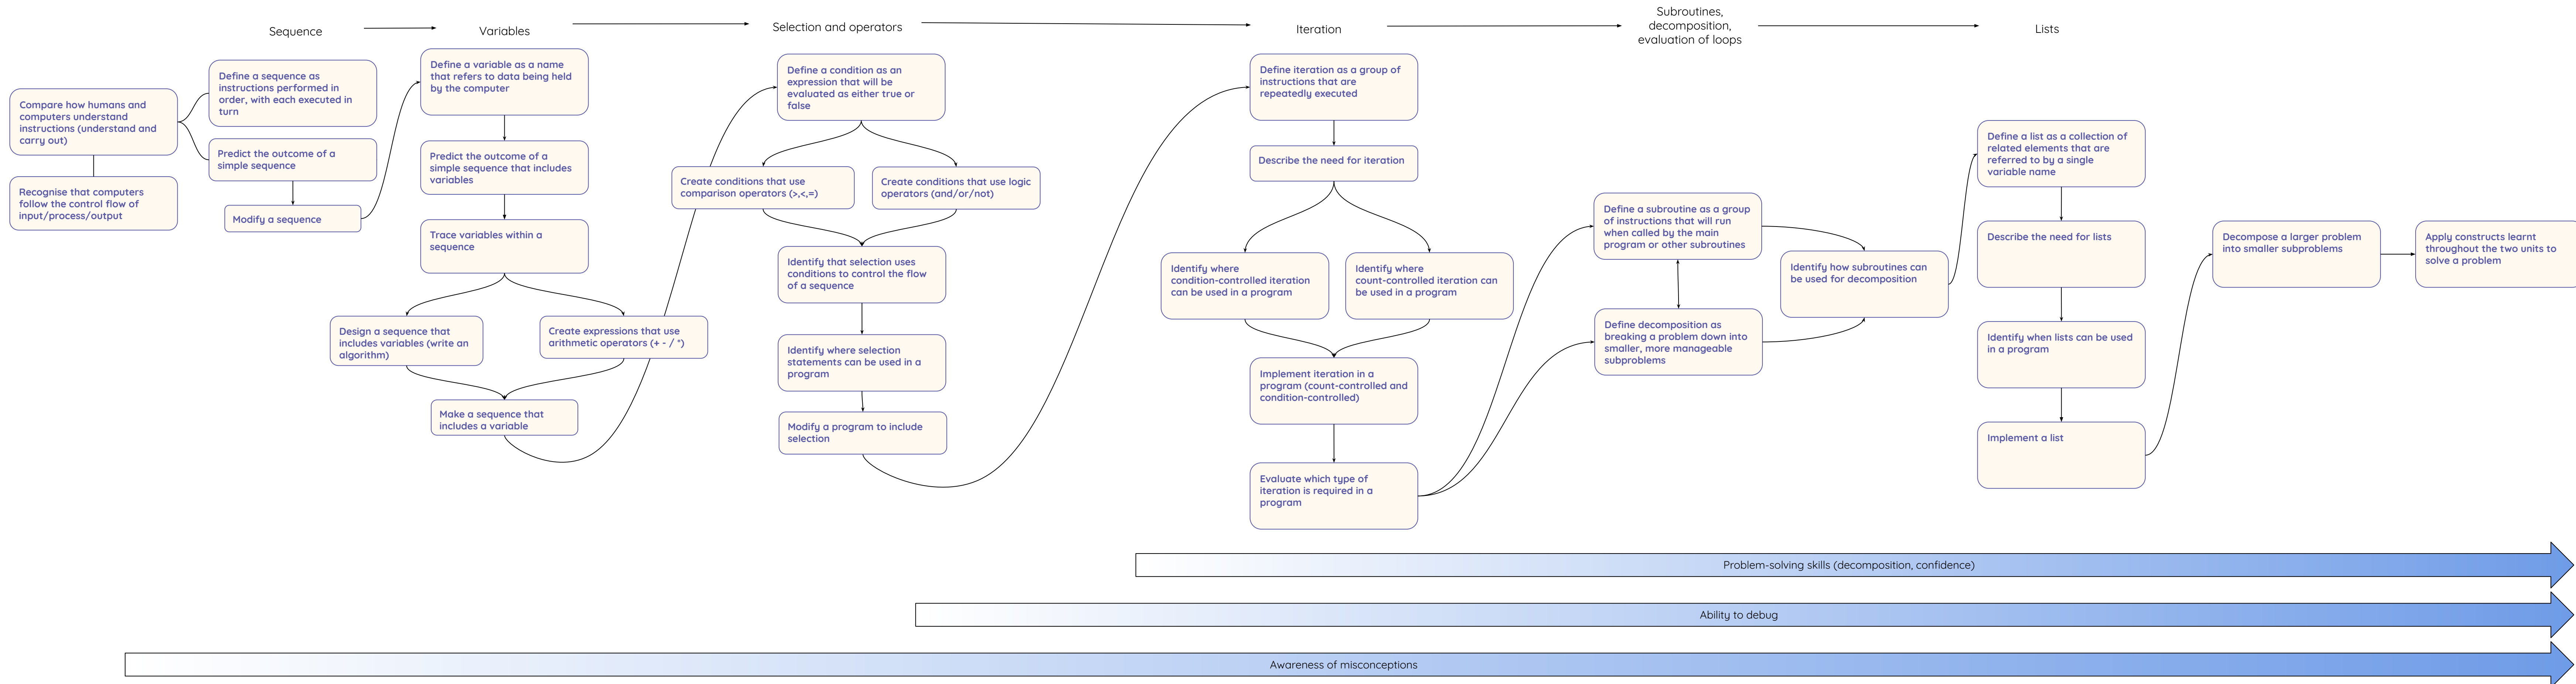 Sequence
Variables
Selection and operators
Iteration
Subroutines,
decomposition,
evaluation of loops
Lists
Compare how humans and
computers understand
instructions (understand and
carry out)
Recognise that computers
follow the control flow of
input/process/output
Define a sequence as
instructions performed in
order, with each executed in
turn
Predict the outcome of a
simple sequence
Modify a sequence
Define a variable as a name
that refers to data being held
by the computer
Predict the outcome of a
simple sequence that includes
variables
Trace variables within a
sequence
Design a sequence that
includes variables (write an
algorithm)
Create expressions that use
arithmetic operators (+ - / *)
Make a sequence that
includes a variable
Define a condition as an
expression that will be
evaluated as either true or
false
Create conditions that use
comparison operators (>,<,=)
Create conditions that use logic
operators (and/or/not)
Identify that selection uses
conditions to control the flow
of a sequence
Identify where selection
statements can be used in a
program
Modify a program to include
selection
Define iteration as a group of
instructions that are
repeatedly executed
Describe the need for iteration
Identify where
condition-controlled iteration
can be used in a program
Identify where
count-controlled iteration can
be used in a program
Implement iteration in a
program (count-controlled and
condition-controlled)
Evaluate which type of
iteration is required in a
program
Define a subroutine as a group
of instructions that will run
when called by the main
program or other subroutines
Define decomposition as
breaking a problem down into
smaller, more manageable
subproblems
Identify how subroutines can
be used for decomposition
Define a list as a collection of
related elements that are
referred to by a single
variable name
Describe the need for lists
Identify when lists can be used
in a program
Implement a list
Decompose a larger problem
into smaller subproblems
Apply constructs learnt
throughout the two units to
solve a problem
Problem-solving skills (decomposition, confidence)
Ability to debug
Awareness of misconceptions